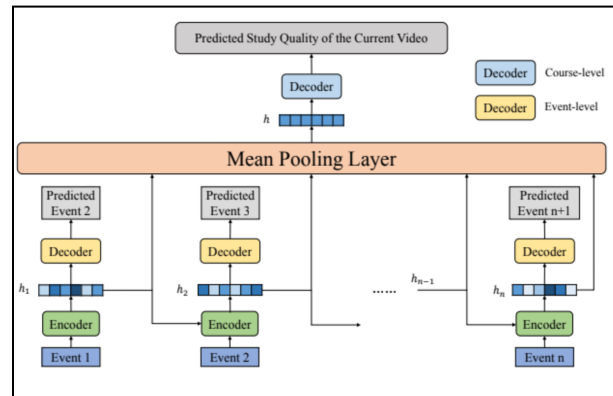 Predicted Study Quality of the Current Video
Decoder
Course-level
Decoder
Event-level
Decoder
h
Mean Pooling Layer
Predicted
Event 2
Predicted
Event 3
Predicted
Event n+1
Decoder
Decoder
Decoder
h₁
h₂
......
hₙ₋₁
hₙ
Encoder
Encoder
Encoder
Event 1
Event 2
Event n